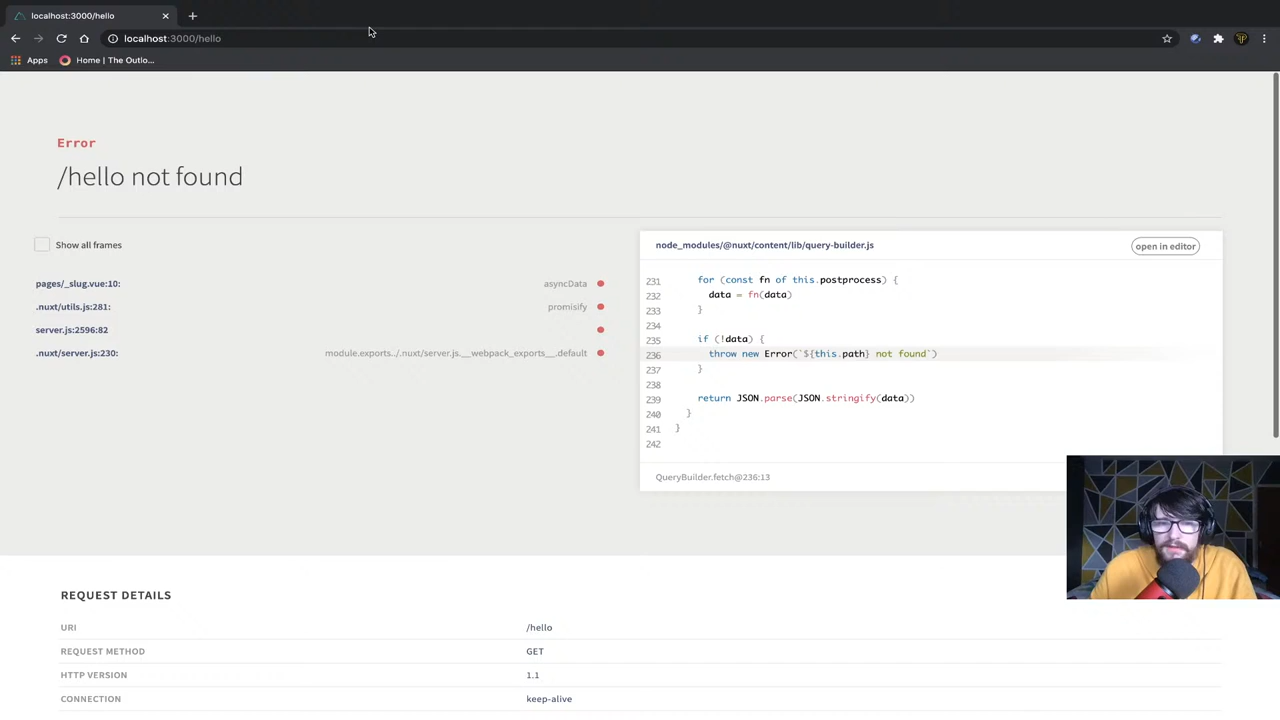 localhost:3000/hello
localhost:3000/hello
Apps
Home | The Outlo...
Error
/hello not found
Show all frames
pages/_slug.vue:10:
asyncData
.nuxt/utils.js:281:
promisify
server.js:2596:82
.nuxt/server.js:230:
module.exports../.nuxt/server.js.__webpack_exports__.default
node_modules/@nuxt/content/lib/query-builder.js
open in editor
231 for (const fn of this.postprocess) {
232 data = fn(data)
233 }
234
235 if (!data) {
236 throw new Error(`${this.path} not found`)
237 }
238
239 return JSON.parse(JSON.stringify(data))
240 }
241 }
242
QueryBuilder.fetch@236:13
REQUEST DETAILS
URI /hello
REQUEST METHOD GET
HTTP VERSION 1.1
CONNECTION keep-alive